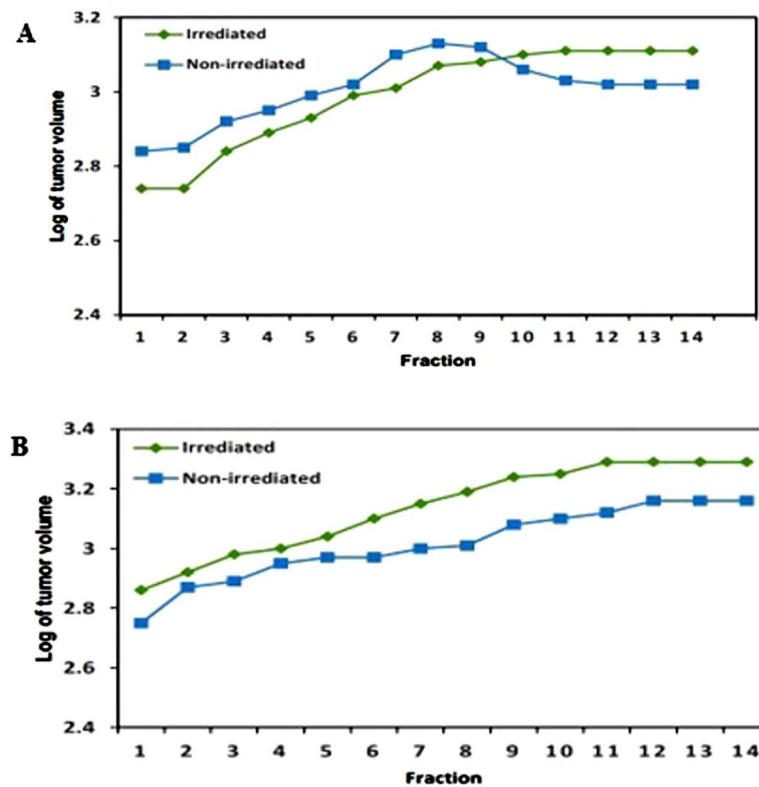 A
Irrediated
Non-irrediated
Log of tumor volume
3.2
3
2.8
2.6
2.4
1 2 3 4 5 6 7 8 9 10 11 12 13 14
Fraction
B
Irrediated
Non-irrediated
Log of tumor volume
3.4
3.2
3
2.8
2.6
2.4
1 2 3 4 5 6 7 8 9 10 11 12 13 14
Fraction